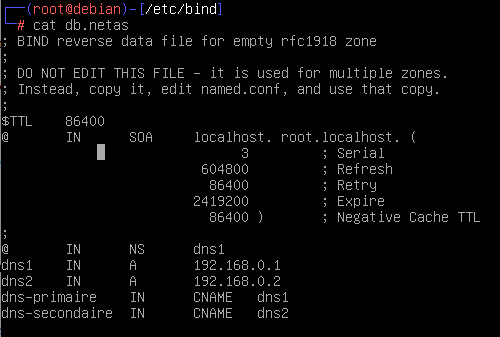 ┌──(root@debian)-[/etc/bind]
└─# cat db.netas
; BIND reverse data file for empty rfc1918 zone
;
; DO NOT EDIT THIS FILE - it is used for multiple zones.
; Instead, copy it, edit named.conf, and use that copy.
;
$TTL    86400
@       IN      SOA     localhost. root.localhost. (
                              3         ; Serial
                         604800         ; Refresh
                          86400         ; Retry
                        2419200         ; Expire
                          86400 )       ; Negative Cache TTL
;
@       IN      NS      dns1
dns1    IN      A       192.168.0.1
dns2    IN      A       192.168.0.2
dns-primaire    IN      CNAME   dns1
dns-secondaire  IN      CNAME   dns2